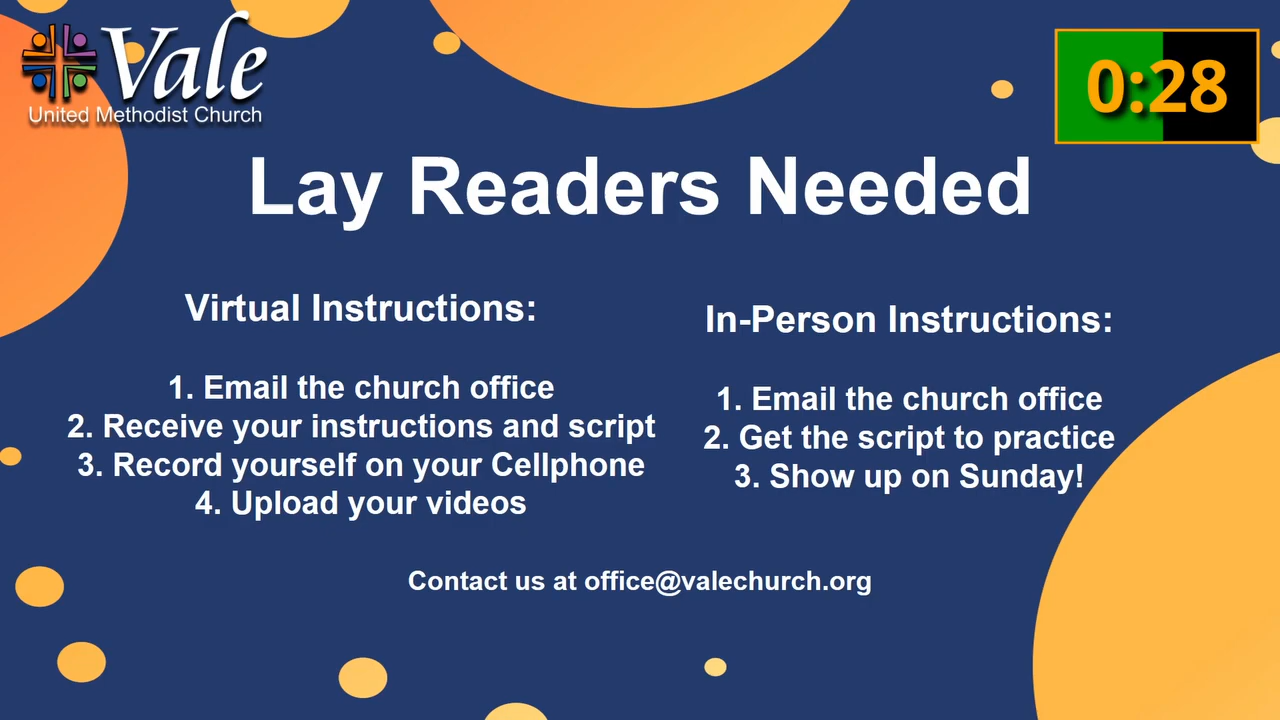 Vale
United Methodist Church
0:28
Lay Readers Needed
Virtual Instructions:
1. Email the church office
2. Receive your instructions and script
3. Record yourself on your Cellphone
4. Upload your videos
In-Person Instructions:
1. Email the church office
2. Get the script to practice
3. Show up on Sunday!
Contact us at office@valechurch.org